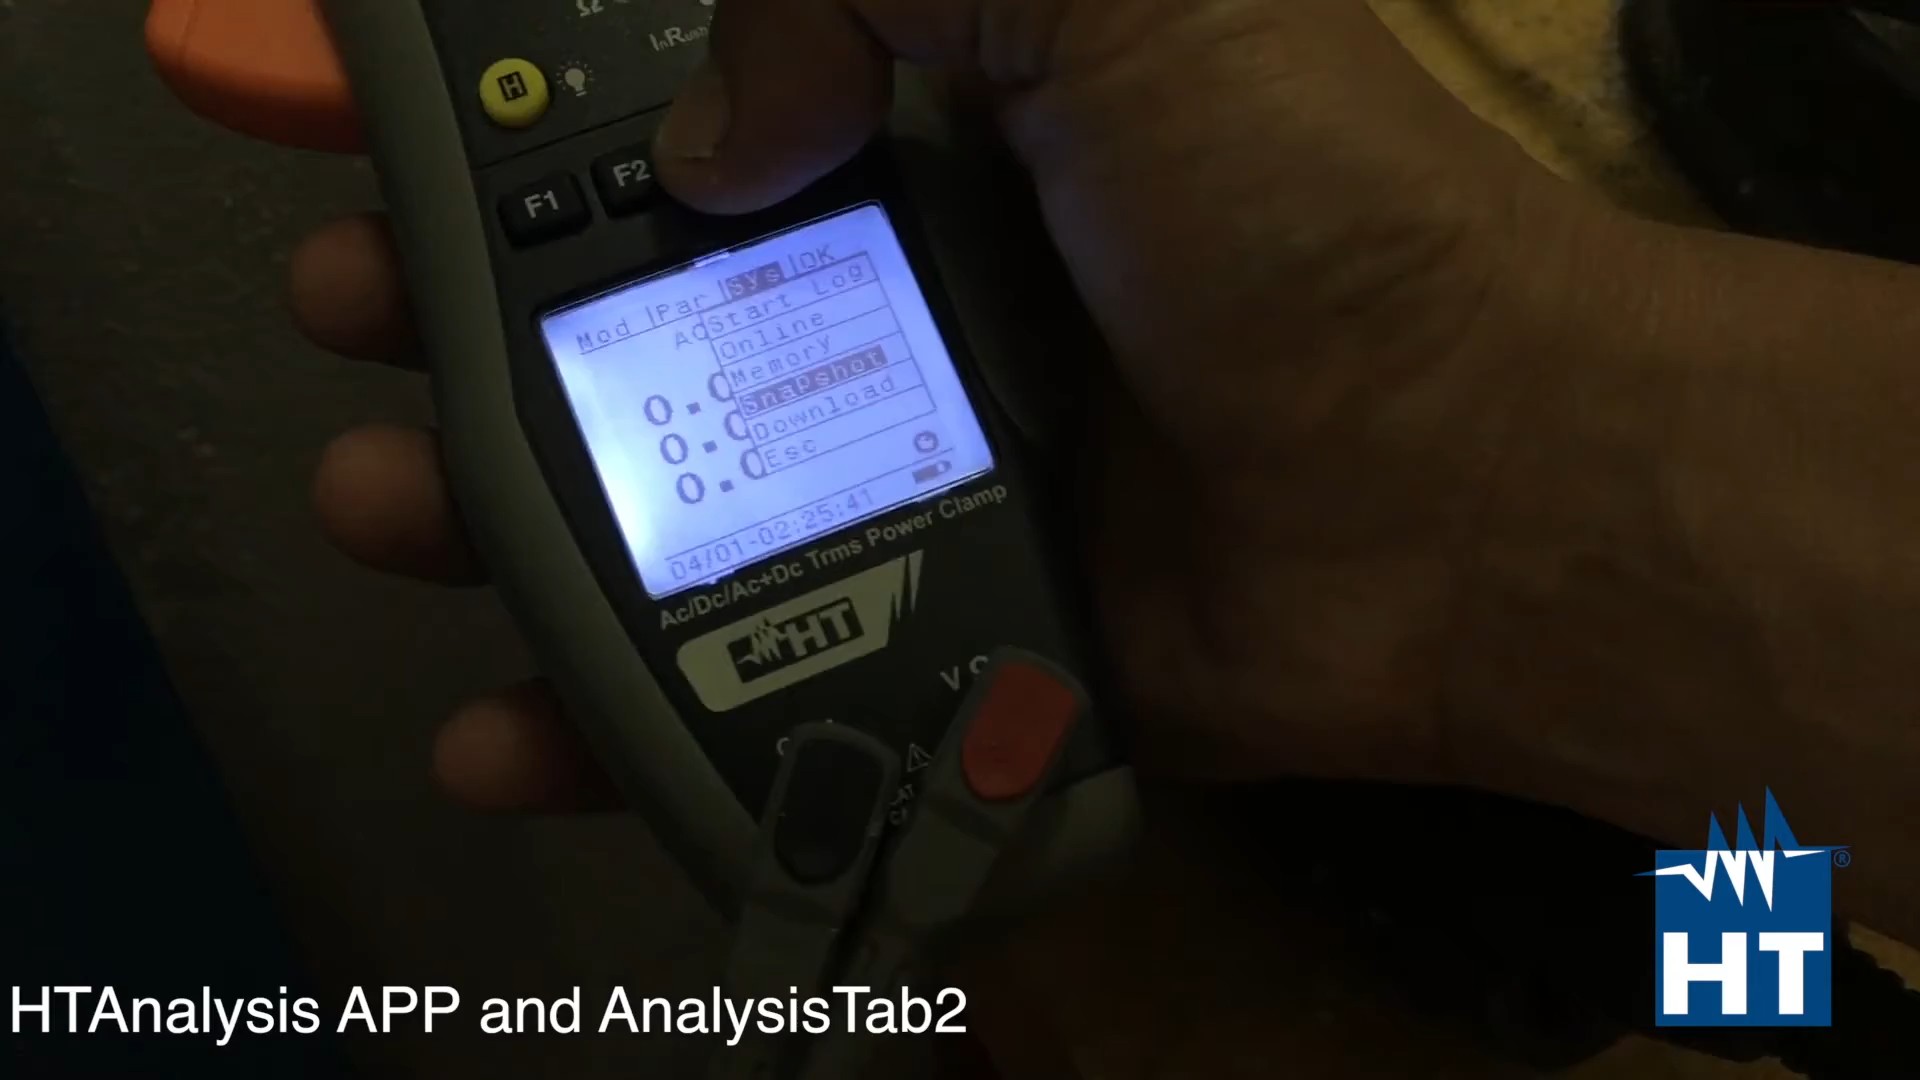 Ω
InRush
H
F1
F2
Mod |Par |Sys |OK
Start Log
Online
Memory
Snapshot
Download
Esc
0.0
0.0
0.0
04/01-02:25:41
Ac/Dc/Ac+Dc Trms Power Clamp
HT
V
HTAnalysis APP and AnalysisTab2
HT®